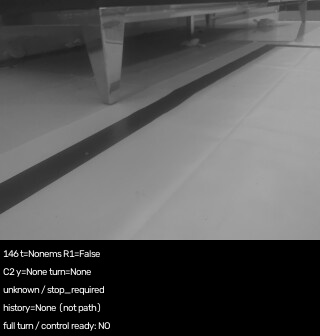 146 t=Nonems R1=False
C2 y=None turn=None
unknown / stop_required
history=None (not path)
full turn / control ready: NO